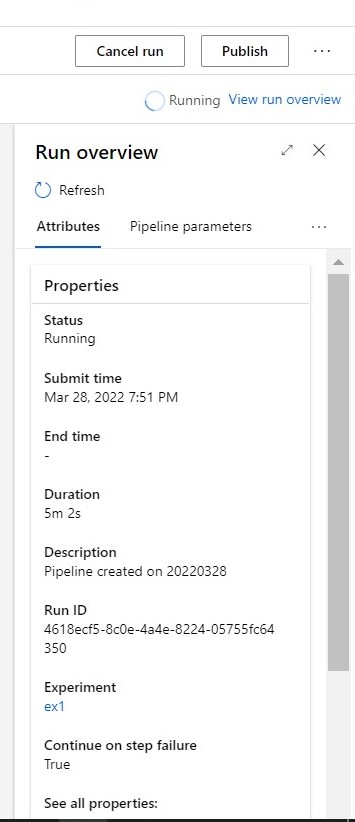 Cancel run
Publish
...
Running View run overview
Run overview
Refresh
Attributes
Pipeline parameters
...
Properties
Status
Running
Submit time
Mar 28, 2022 7:51 PM
End time
-
Duration
5m 2s
Description
Pipeline created on 20220328
Run ID
4618ecf5-8c0e-4a4e-8224-05755fc64
350
Experiment
ex1
Continue on step failure
True
See all properties: